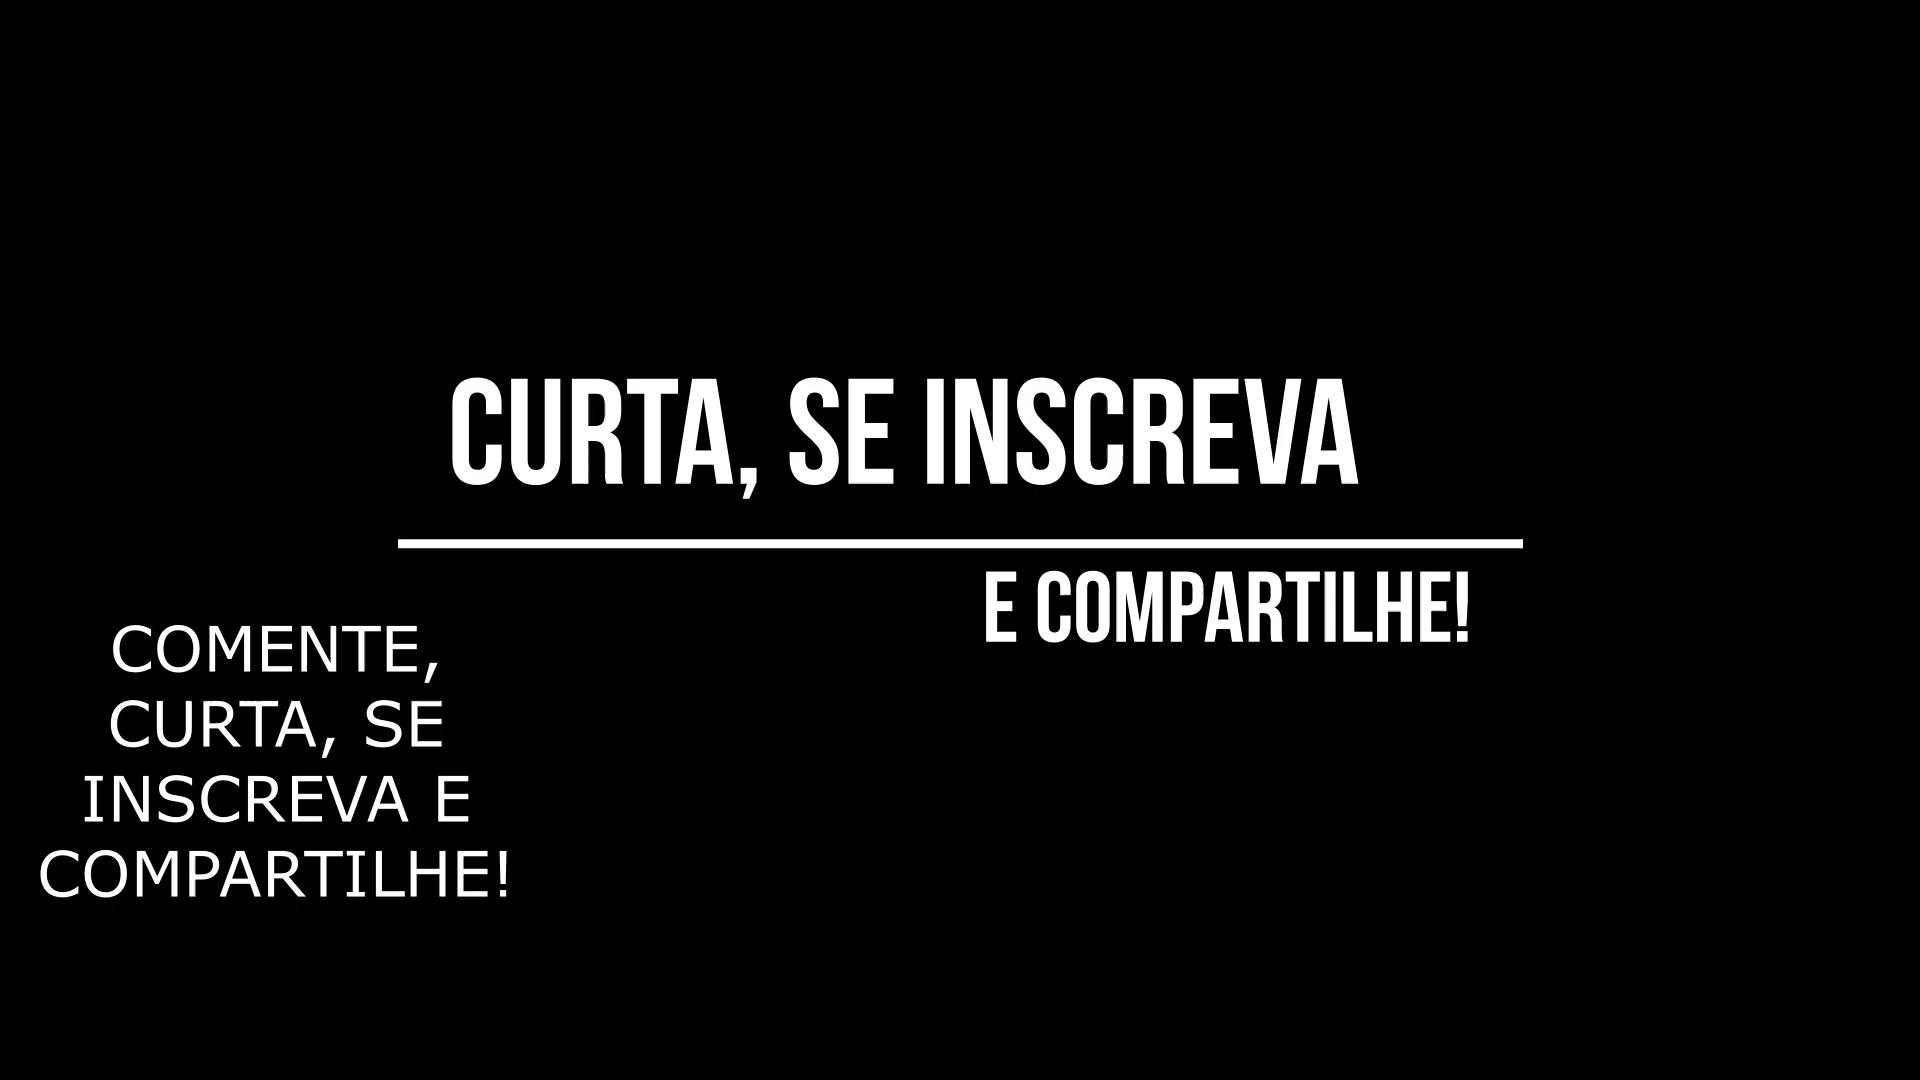 CURTA, SE INSCREVA
E COMPARTILHE!
COMENTE,
CURTA, SE
INSCREVA E
COMPARTILHE!